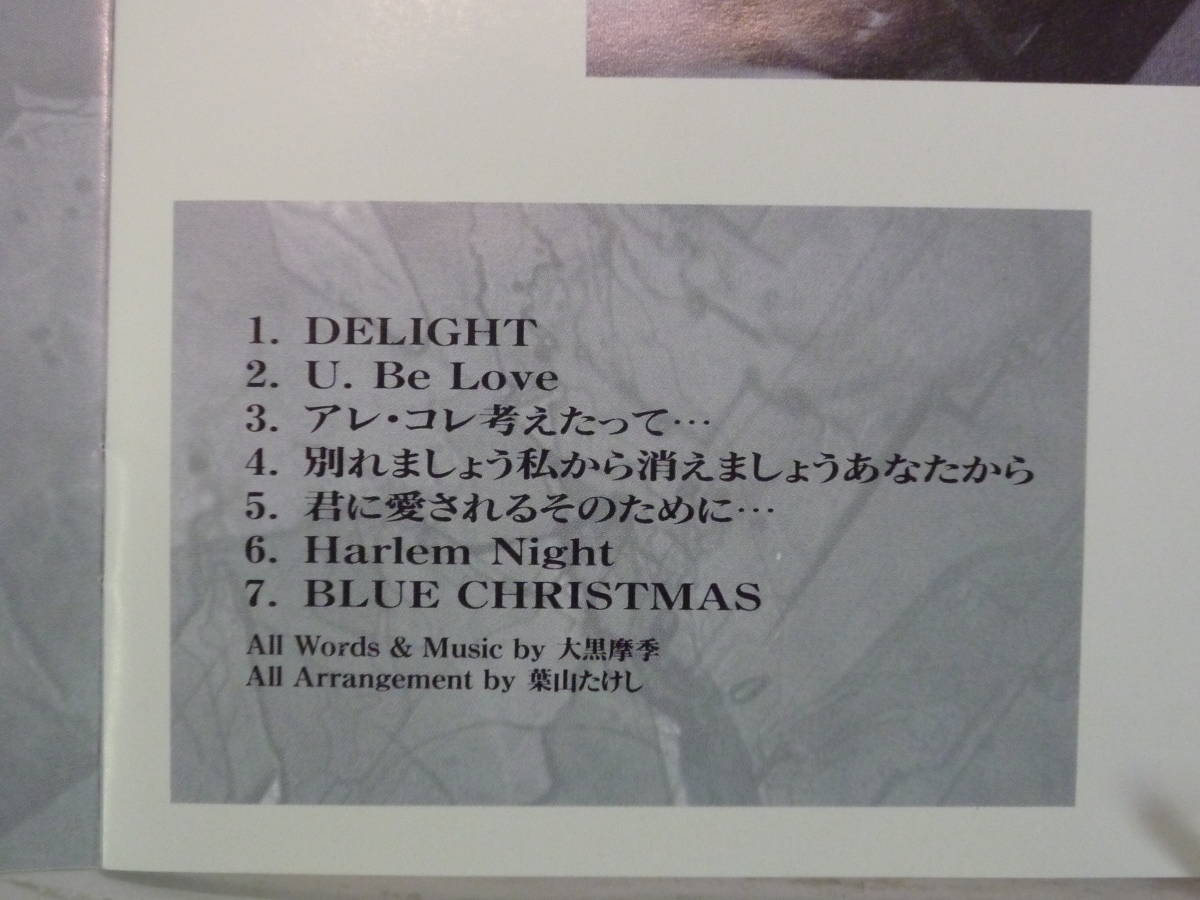 1. DELIGHT
2. U. Be Love
3. アレ・コレ考えたって…
4. 別れましょう私から消えましょうあなたから
5. 君に愛されるそのために…
6. Harlem Night
7. BLUE CHRISTMAS
All Words & Music by 大黒摩季
All Arrangement by 葉山たけし